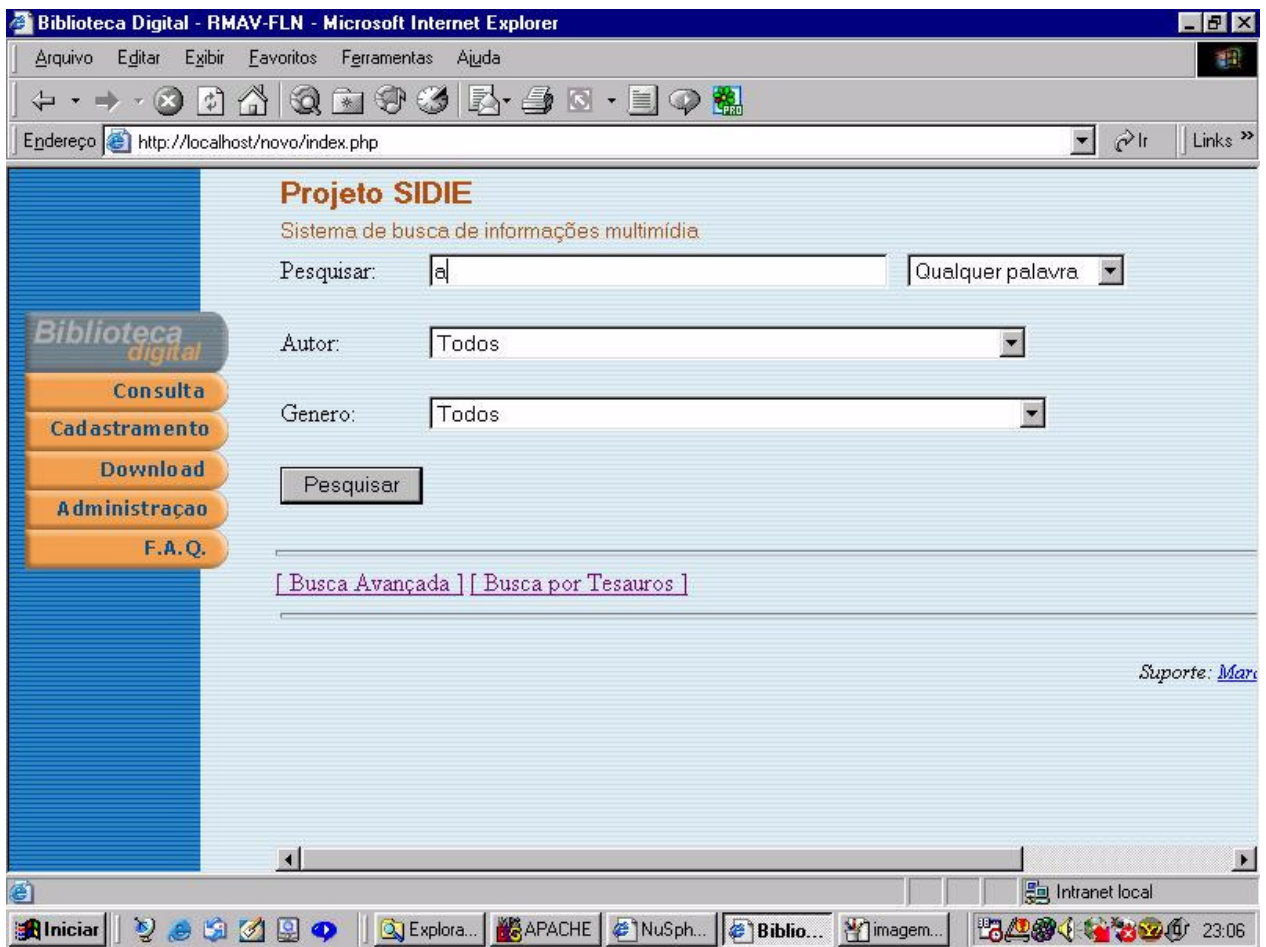 Biblioteca Digital - RMAV-FLN - Microsoft Internet Explorer
Arquivo Editar Exibir Favoritos Ferramentas Ajuda
PRO
Endereço http://localhost/novo/index.php Ir Links »
Projeto SIDIE
Sistema de busca de informações multimídia
Pesquisar: a Qualquer palavra
Biblioteca
digital
Autor: Todos
Consulta
Genero: Todos
Cadastramento
Download
Pesquisar
Administraçao
F.A.Q.
[ Busca Avançada ] [ Busca por Tesauros ]
Suporte: Marc
Intranet local
Iniciar Explora... APACHE NuSph... Biblio... imagem... 23:06